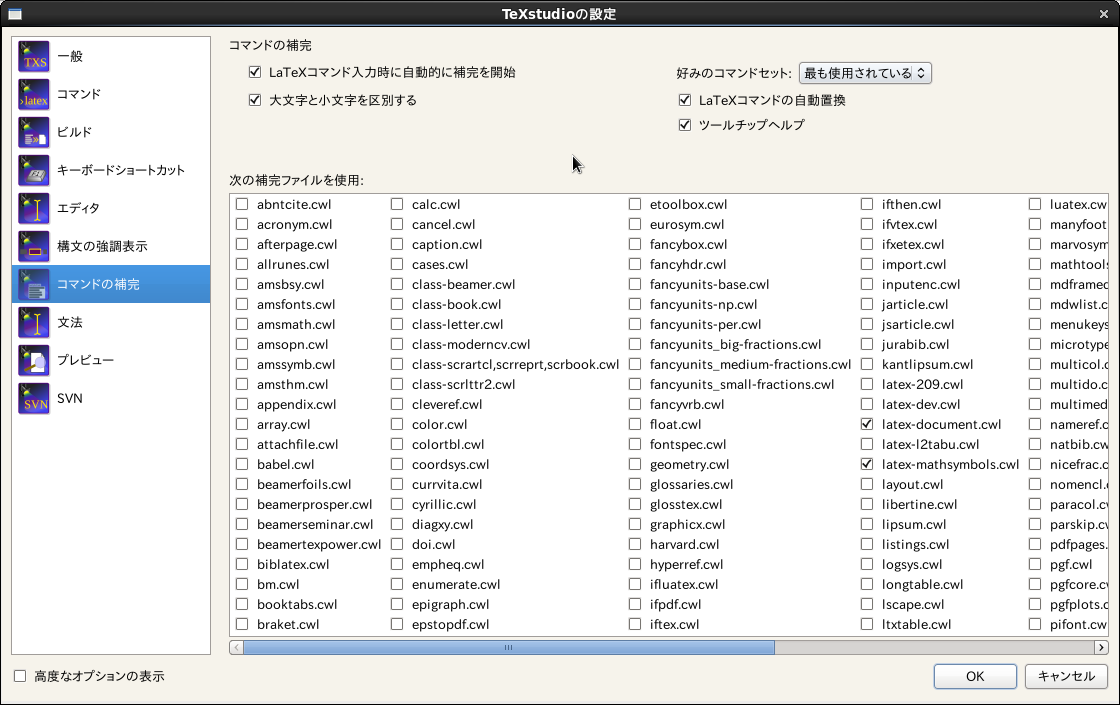 TeXstudioの設定
TXS 一般
latex コマンド
ビルド
キーボードショートカット
エディタ
構文の強調表示
コマンドの補完
文法
プレビュー
SVN SVN
コマンドの補完
LaTeXコマンド入力時に自動的に補完を開始
大文字と小文字を区別する
好みのコマンドセット: 最も使用されている
LaTeXコマンドの自動置換
ツールチップヘルプ
次の補完ファイルを使用:
abntcite.cwl
acronym.cwl
afterpage.cwl
allrunes.cwl
amsbsy.cwl
amsfonts.cwl
amsmath.cwl
amsopn.cwl
amssymb.cwl
amsthm.cwl
appendix.cwl
array.cwl
attachfile.cwl
babel.cwl
beamerfoils.cwl
beamerprosper.cwl
beamerseminar.cwl
beamertexpower.cwl
biblatex.cwl
bm.cwl
booktabs.cwl
braket.cwl
calc.cwl
cancel.cwl
caption.cwl
cases.cwl
class-beamer.cwl
class-book.cwl
class-letter.cwl
class-moderncv.cwl
class-scrartcl,scrreprt,scrbook.cwl
class-scrlttr2.cwl
cleveref.cwl
color.cwl
colortbl.cwl
coordsys.cwl
currvita.cwl
cyrillic.cwl
diagxy.cwl
doi.cwl
empheq.cwl
enumerate.cwl
epigraph.cwl
epstopdf.cwl
etoolbox.cwl
eurosym.cwl
fancybox.cwl
fancyhdr.cwl
fancyunits-base.cwl
fancyunits-np.cwl
fancyunits-per.cwl
fancyunits_big-fractions.cwl
fancyunits_medium-fractions.cwl
fancyunits_small-fractions.cwl
fancyvrb.cwl
float.cwl
fontspec.cwl
geometry.cwl
glossaries.cwl
glosstex.cwl
graphicx.cwl
harvard.cwl
hyperref.cwl
ifluatex.cwl
ifpdf.cwl
iftex.cwl
ifthen.cwl
ifvtex.cwl
ifxetex.cwl
import.cwl
inputenc.cwl
jarticle.cwl
jsarticle.cwl
jurabib.cwl
kantlipsum.cwl
latex-209.cwl
latex-dev.cwl
latex-document.cwl
latex-l2tabu.cwl
latex-mathsymbols.cwl
layout.cwl
libertine.cwl
lipsum.cwl
listings.cwl
logsys.cwl
longtable.cwl
lscape.cwl
ltxtable.cwl
luatex.cw
manyfoot
marvosym
mathtools
mdframed
mdwlist.c
menukeys
microtype
multicol.c
multido.c
multimed
nameref.c
natbib.cw
nicefrac.c
nomencl.
paracol.c
parskip.c
pdfpages.
pgf.cwl
pgfcore.c
pgfplots.c
pifont.cw
高度なオプションの表示
OK
キャンセル